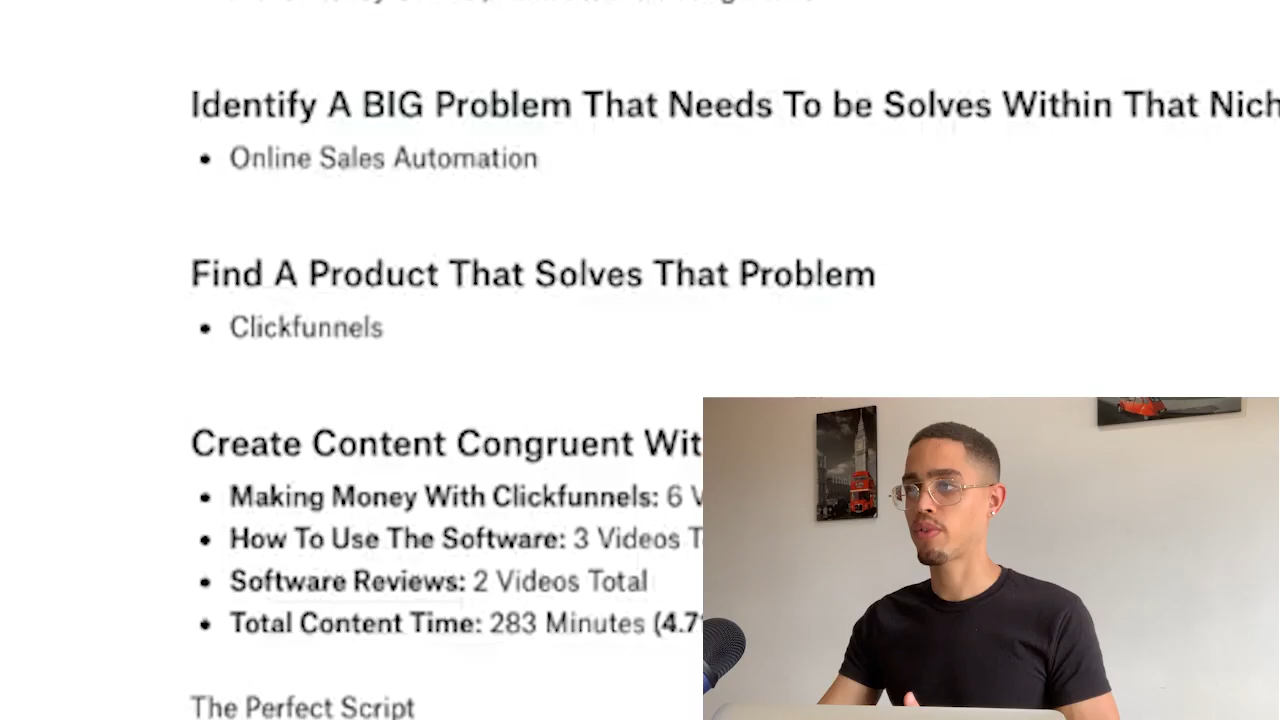 Identify A BIG Problem That Needs To be Solves Within That Nich
• Online Sales Automation
Find A Product That Solves That Problem
• Clickfunnels
Create Content Congruent Wit
• Making Money With Clickfunnels: 6 V
• How To Use The Software: 3 Videos T
• Software Reviews: 2 Videos Total
• Total Content Time: 283 Minutes (4.7
The Perfect Script